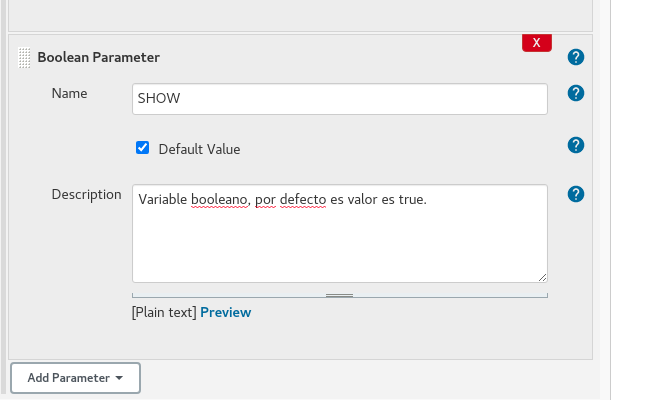 X
Boolean Parameter
?
Name
SHOW
?
Default Value
?
Description
Variable booleano, por defecto es valor es true.
?
[Plain text] Preview
Add Parameter